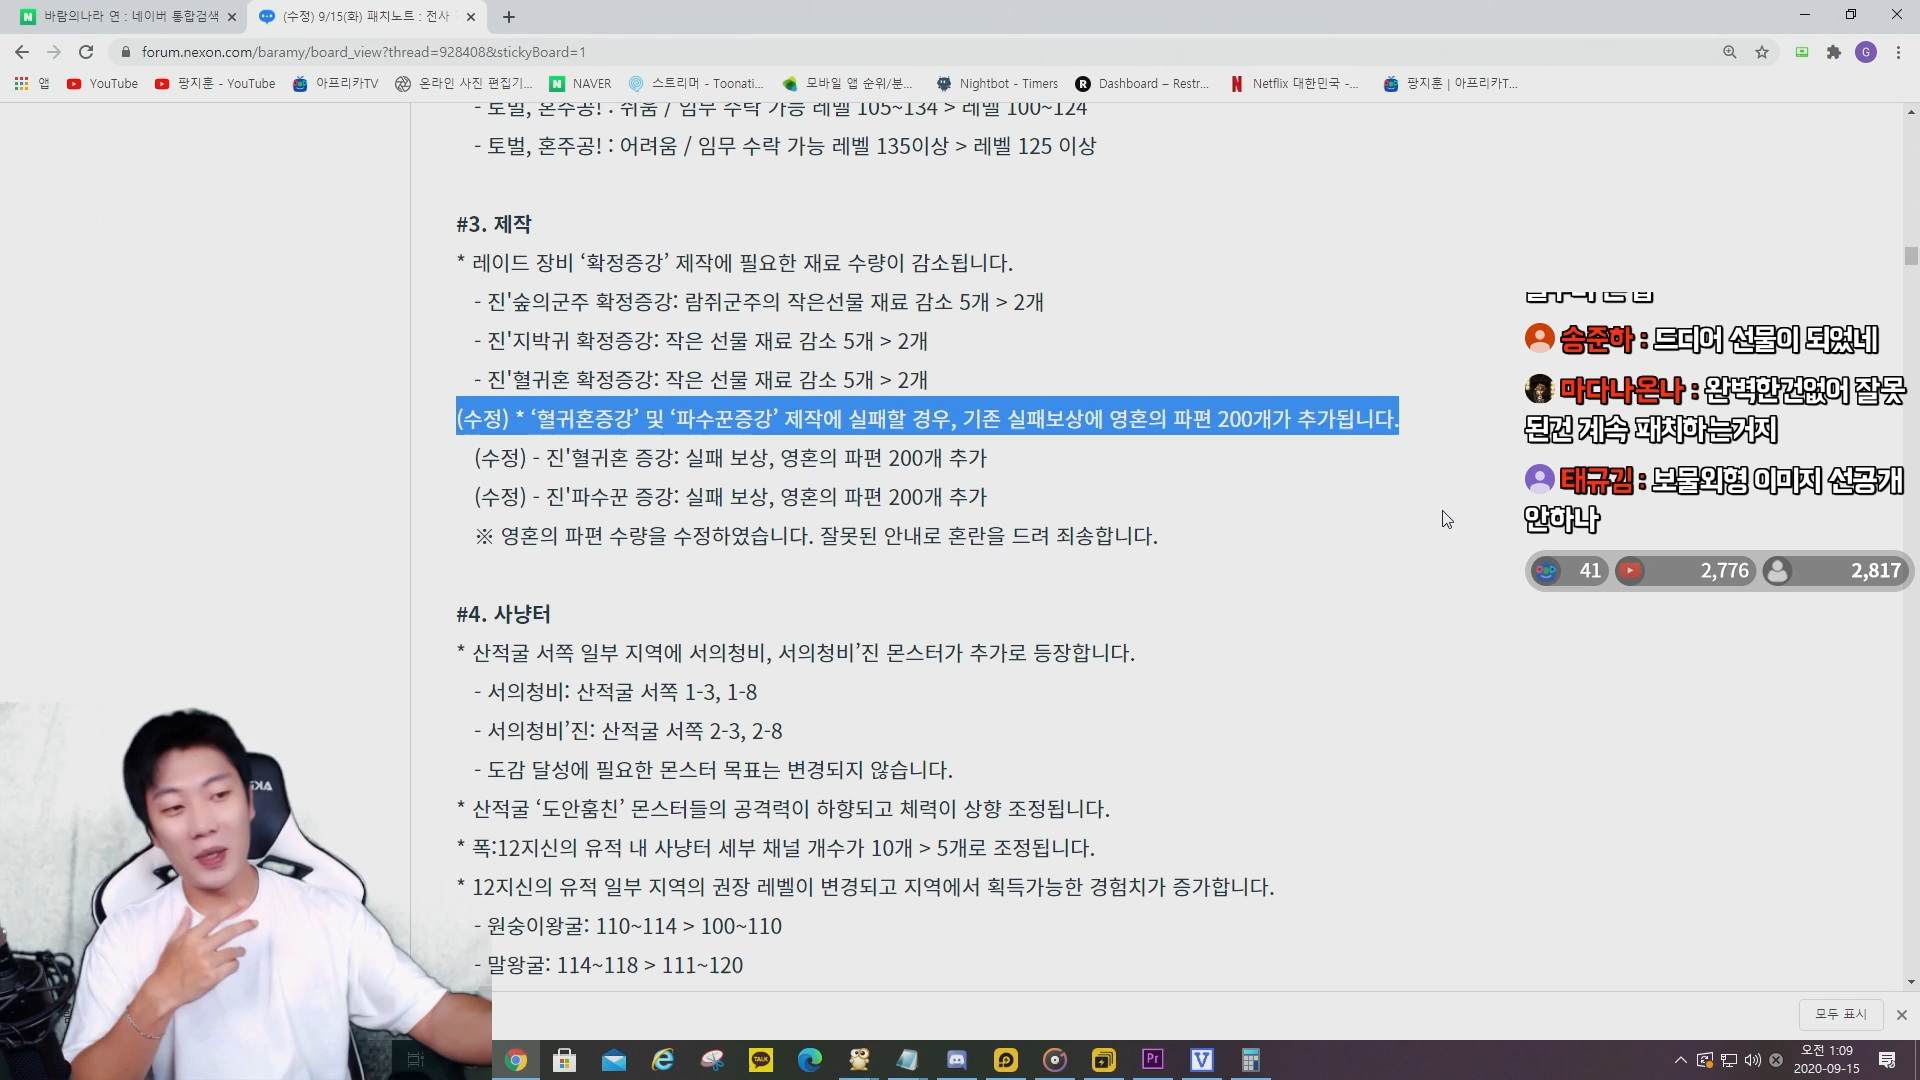 바람의나라 연 : 네이버 통합검색
(수정) 9/15(화) 패치노트 : 전사
forum.nexon.com/baramy/board_view?thread=928408&stickyBoard=1
G
앱
YouTube
팡지훈 - YouTube
아프리카TV
온라인 사진 편집기...
NAVER
스트리머 - Toonati...
모바일 앱 순위/분...
Nightbot - Timers
Dashboard – Restr...
Netflix 대한민국 -...
팡지훈 | 아프리카T...
- 토벌, 혼주공! : 쉬움 / 임무 수락 가능 레벨 105~134 > 레벨 100~124
- 토벌, 혼주공! : 어려움 / 임무 수락 가능 레벨 135이상 > 레벨 125 이상
#3. 제작
* 레이드 장비 ‘확정증강’ 제작에 필요한 재료 수량이 감소됩니다.
- 진'숲의군주 확정증강: 람쥐군주의 작은선물 재료 감소 5개 > 2개
- 진'지박귀 확정증강: 작은 선물 재료 감소 5개 > 2개
- 진'혈귀혼 확정증강: 작은 선물 재료 감소 5개 > 2개
(수정) * ‘혈귀혼증강’ 및 ‘파수꾼증강’ 제작에 실패할 경우, 기존 실패보상에 영혼의 파편 200개가 추가됩니다.
(수정) - 진'혈귀혼 증강: 실패 보상, 영혼의 파편 200개 추가
(수정) - 진'파수꾼 증강: 실패 보상, 영혼의 파편 200개 추가
※ 영혼의 파편 수량을 수정하였습니다. 잘못된 안내로 혼란을 드려 죄송합니다.
#4. 사냥터
* 산적굴 서쪽 일부 지역에 서의청비, 서의청비’진 몬스터가 추가로 등장합니다.
- 서의청비: 산적굴 서쪽 1-3, 1-8
- 서의청비’진: 산적굴 서쪽 2-3, 2-8
- 도감 달성에 필요한 몬스터 목표는 변경되지 않습니다.
* 산적굴 ‘도안훔친’ 몬스터들의 공격력이 하향되고 체력이 상향 조정됩니다.
* 폭:12지신의 유적 내 사냥터 세부 채널 개수가 10개 > 5개로 조정됩니다.
* 12지신의 유적 일부 지역의 권장 레벨이 변경되고 지역에서 획득가능한 경험치가 증가합니다.
- 원숭이왕굴: 110~114 > 100~110
- 말왕굴: 114~118 > 111~120
송준하 : 드디어 선물이 되었네
마다나온나 : 완벽한건없어 잘못
된건 계속 패치하는거지
태규김 : 보물외형 이미지 선공개
안하나
41
2,776
2,817
모두 표시
TALK
Pr
V
오전 1:09
2020-09-15